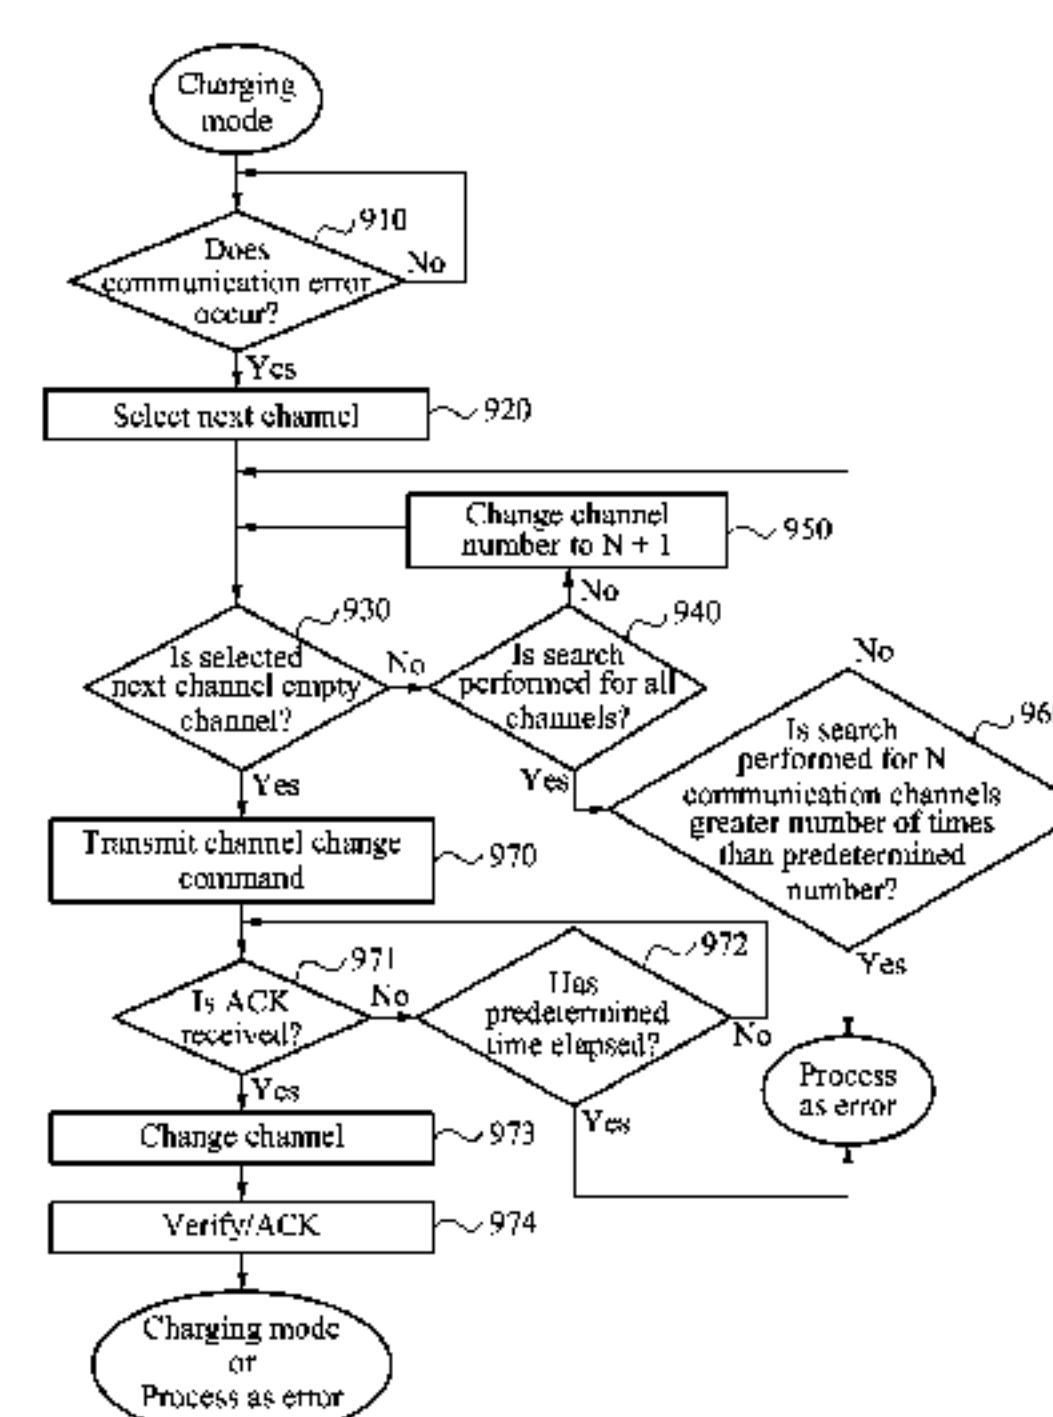 Charging
mode
910
Does
communication error
occur?
No
Yes
Select next channel
920
Change channel
number to N + 1
950
No
930
940
Is selected
next channel empty
channel?
No
Is search
performed for all
channels?
No
Is search
performed for N
communication channels
greater number of times
than predetermined
number?
Yes
Yes
Transmit channel change
command
970
Yes
971
972
Is ACK
received?
No
Has
predetermined
time elapsed?
No
Process
as error
Yes
Yes
Change channel
973
Verify/ACK
974
Charging mode
or
Process as error